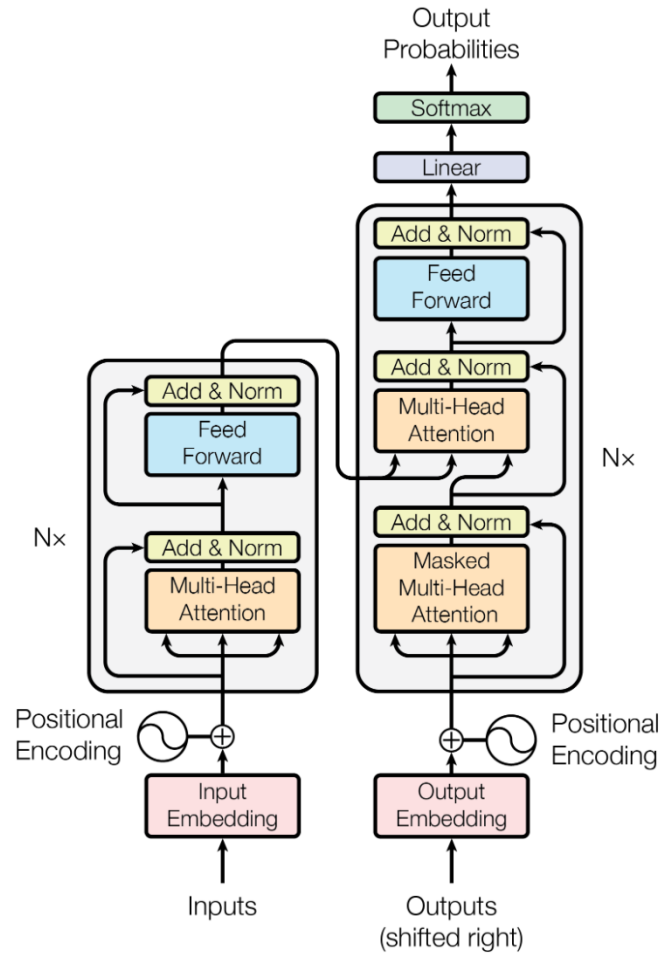 Output
Probabilities
Softmax
Linear
Add & Norm
Feed
Forward
Add & Norm
Multi-Head
Attention
Add & Norm
Masked
Multi-Head
Attention
Nx
Add & Norm
Feed
Forward
Add & Norm
Multi-Head
Attention
Nx
Positional
Encoding
Positional
Encoding
Input
Embedding
Output
Embedding
Inputs
Outputs
(shifted right)